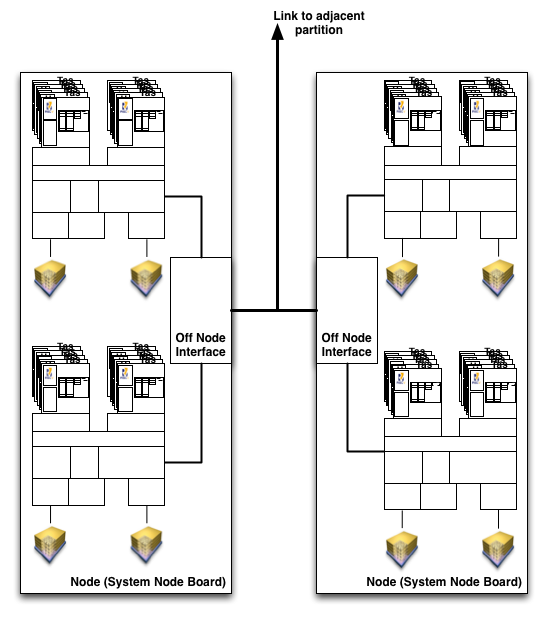 Link to adjacent
partition
Off Node
Interface
Off Node
Interface
Node (System Node Board)
Node (System Node Board)